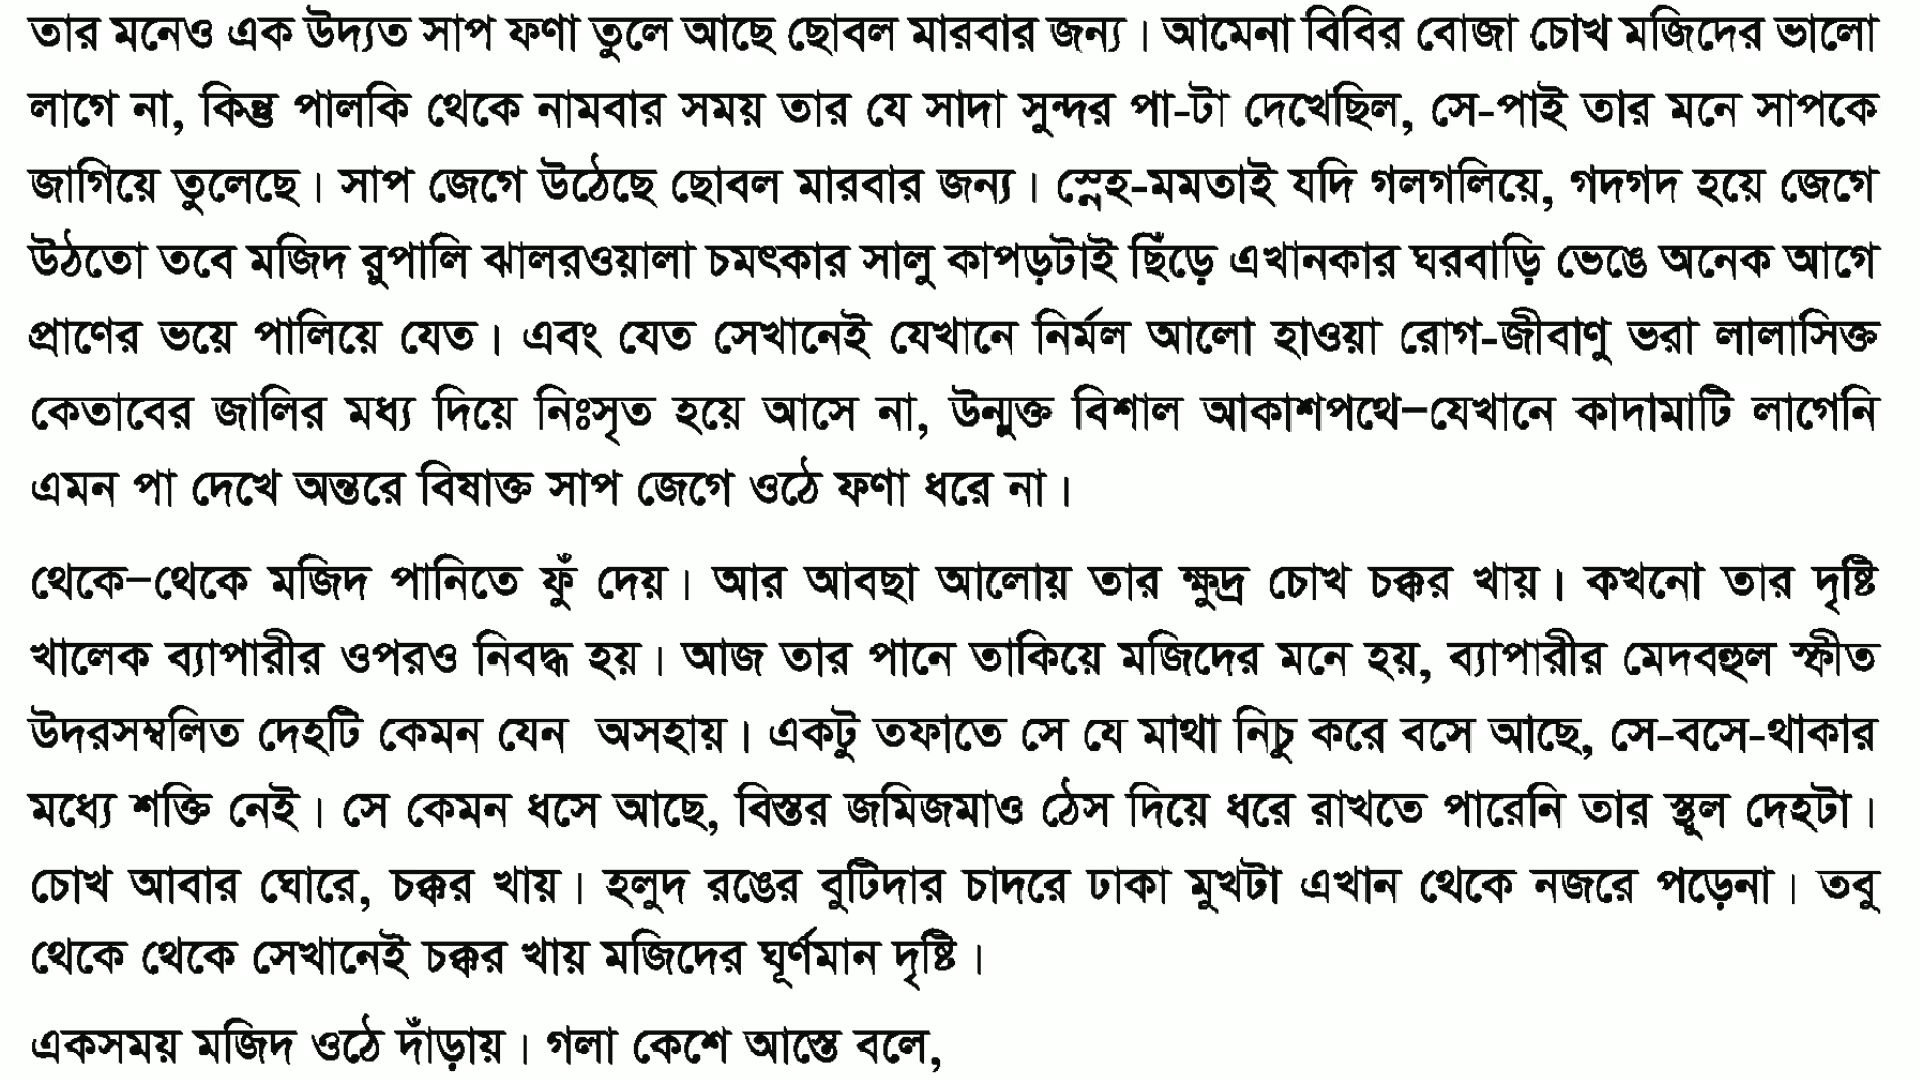 তার মনেও এক উদ্যত সাপ ফণা তুলে আছে ছোবল মারবার জন্য। আমেনা বিবির বোজা চোখ মজিদের ভালো
লাগে না, কিন্তু পালকি থেকে নামবার সময় তার যে সাদা সুন্দর পা-টা দেখেছিল, সে-পাই তার মনে সাপকে
জাগিয়ে তুলেছে। সাপ জেগে উঠেছে ছোবল মারবার জন্য। স্নেহ-মমতাই যদি গলগলিয়ে, গদগদ হয়ে জেগে
উঠতো তবে মজিদ রুপালি ঝালরওয়ালা চমৎকার সালু কাপড়টাই ছিঁড়ে এখানকার ঘরবাড়ি ভেঙে অনেক আগে
প্রাণের ভয়ে পালিয়ে যেত। এবং যেত সেখানেই যেখানে নির্মল আলো হাওয়া রোগ-জীবাণু ভরা লালাসিক্ত
কেতাবের জালির মধ্য দিয়ে নিঃসৃত হয়ে আসে না, উন্মুক্ত বিশাল আকাশপথে–যেখানে কাদামাটি লাগেনি
এমন পা দেখে অন্তরে বিষাক্ত সাপ জেগে ওঠে ফণা ধরে না।
থেকে–থেকে মজিদ পানিতে ফুঁ দেয়। আর আবছা আলোয় তার ক্ষুদ্র চোখ চক্কর খায়। কখনো তার দৃষ্টি
খালেক ব্যাপারীর ওপরও নিবদ্ধ হয়। আজ তার পানে তাকিয়ে মজিদের মনে হয়, ব্যাপারীর মেদবহুল স্ফীত
উদরসম্বলিত দেহটি কেমন যেন অসহায়। একটু তফাতে সে যে মাথা নিচু করে বসে আছে, সে-বসে-থাকার
মধ্যে শক্তি নেই। সে কেমন ধসে আছে, বিস্তর জমিজমাও ঠেস দিয়ে ধরে রাখতে পারেনি তার স্থূল দেহটা।
চোখ আবার ঘোরে, চক্কর খায়। হলুদ রঙের বুটিদার চাদরে ঢাকা মুখটা এখান থেকে নজরে পড়েনা। তবু
থেকে থেকে সেখানেই চক্কর খায় মজিদের ঘূর্ণমান দৃষ্টি।
একসময় মজিদ ওঠে দাঁড়ায়। গলা কেশে আস্তে বলে,